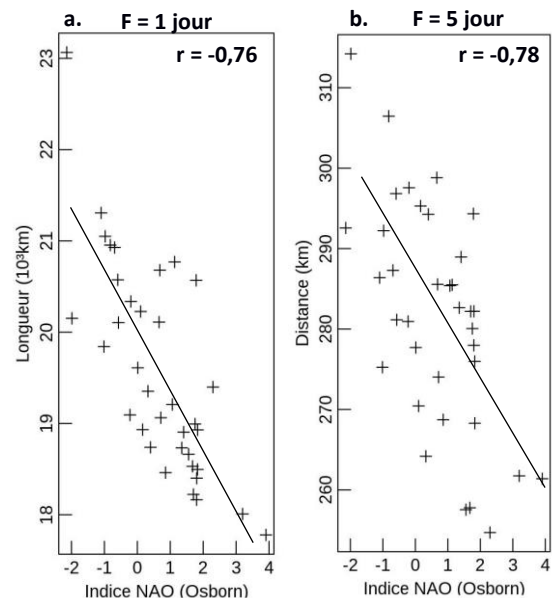 a.
F = 1 jour
r = -0,76
Longueur (10³km)
23
22
21
20
19
18
-2 -1 0 1 2 3 4
Indice NAO (Osborn)
b.
F = 5 jour
r = -0,78
Distance (km)
310
300
290
280
270
260
-2 -1 0 1 2 3 4
Indice NAO (Osborn)